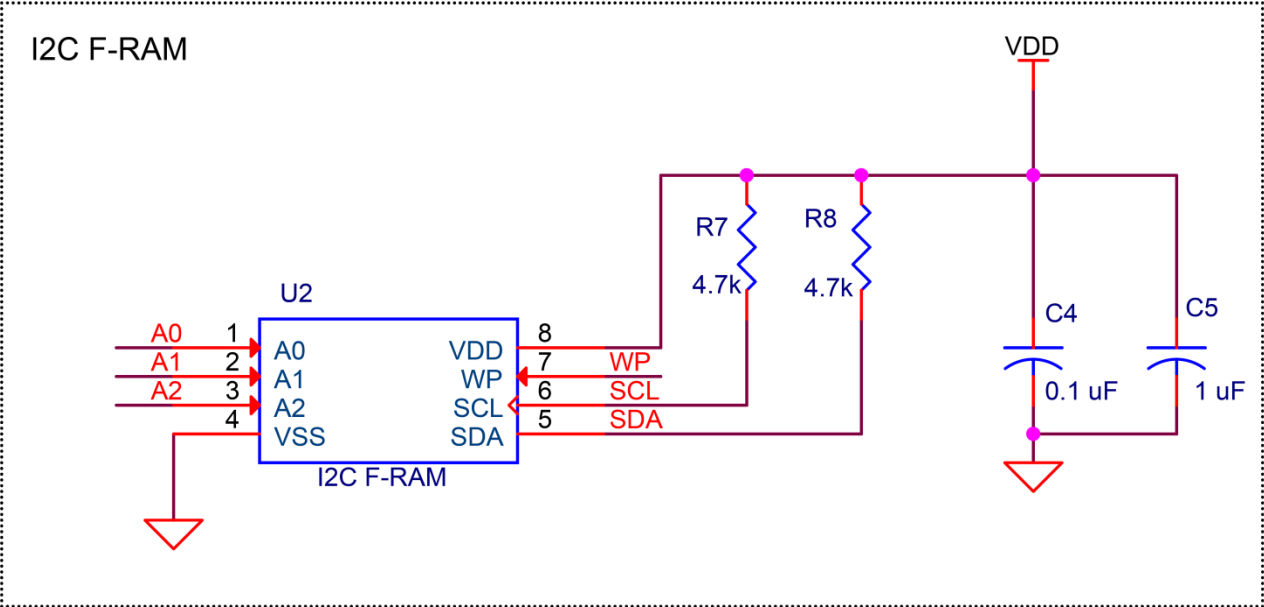 I2C F-RAM
VDD
R7
R8
4.7k
4.7k
U2
C4
C5
0.1 uF
1 uF
A0 1 A0
A1 2 A1
A2 3 A2
4 VSS
VDD 8
WP 7 WP
SCL 6 SCL
SDA 5 SDA
I2C F-RAM